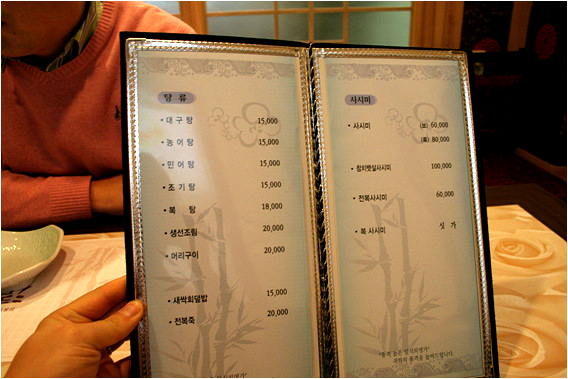 탕 류
• 대 구 탕 15,000
• 농 어 탕 15,000
• 민 어 탕 15,000
• 조 기 탕 15,000
• 복 탕 18,000
• 생선조림 20,000
• 머리구이 20,000
• 새싹회덮밥 15,000
• 전복죽 20,000
사시미
• 사시미 (보) 60,000
(특) 80,000
• 참치뱃살사시미 100,000
• 전복사시미 60,000
• 복 사시미 싯 가